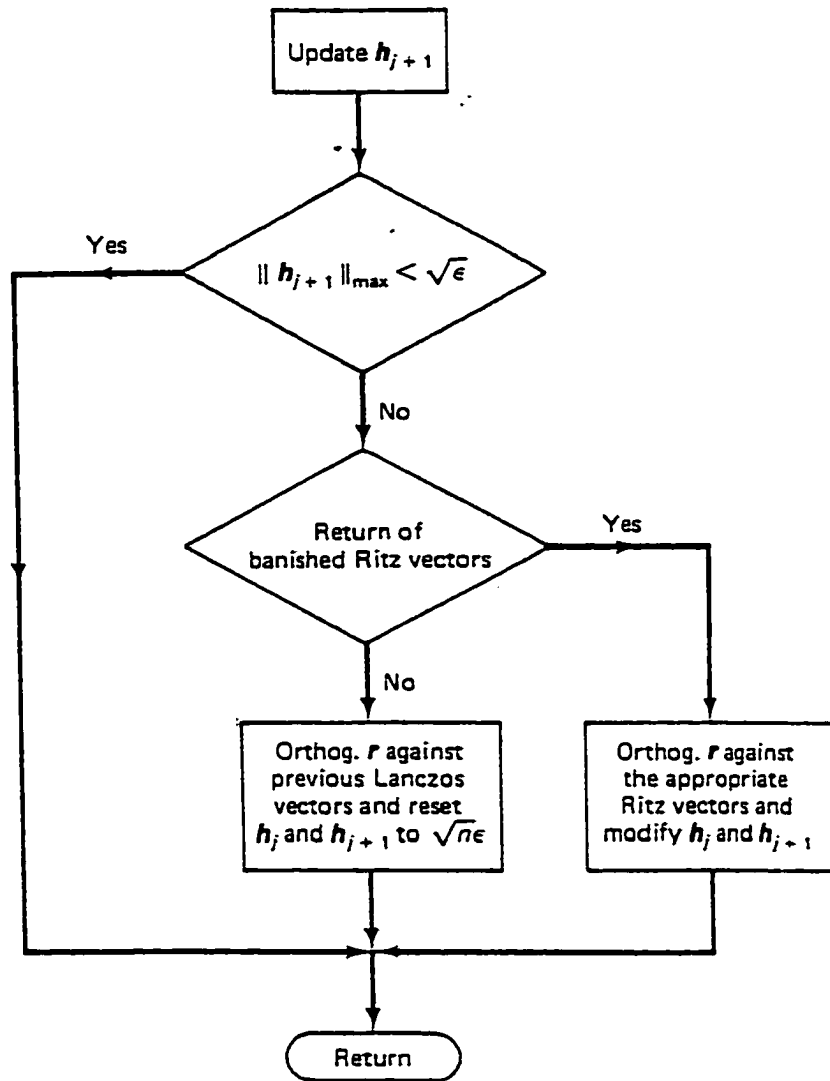 Update h_{j + 1}
Yes
|| h_{j + 1} ||_{max} < √ϵ
No
Return of
banished Ritz vectors
Yes
No
Orthog. r against
previous Lanczos
vectors and reset
h_j and h_{j + 1} to √nϵ
Orthog. r against
the appropriate
Ritz vectors and
modify h_j and h_{j + 1}
Return